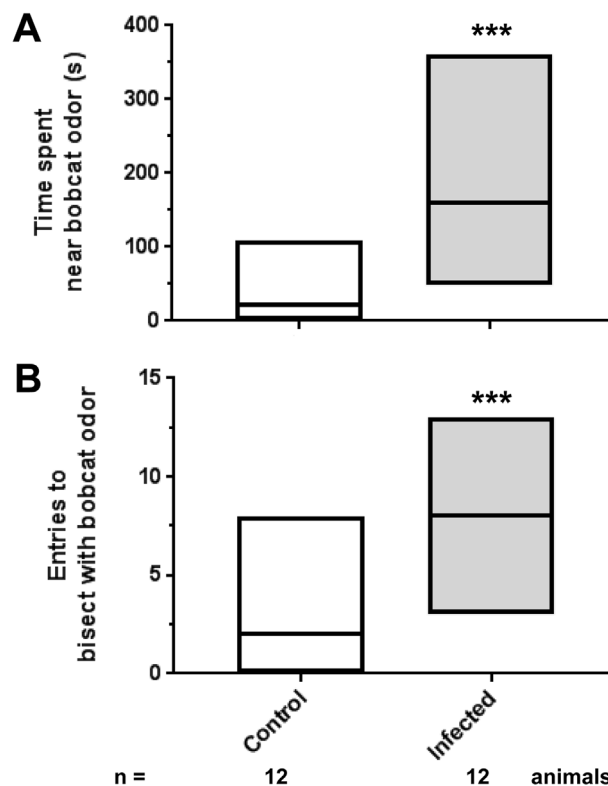 A
Time spent
near bobcat odor (s)
400
300
200
100
0
***
B
Entries to
bisect with bobcat odor
15
10
5
0
***
Control
Infected
n = 12 12 animals